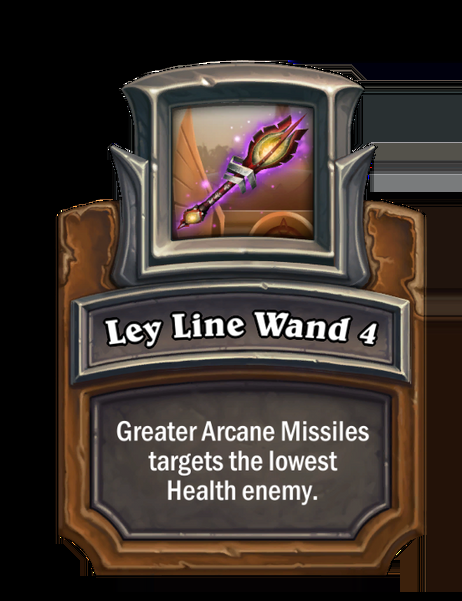 Ley Line Wand 4
Greater Arcane Missiles
targets the lowest
Health enemy.